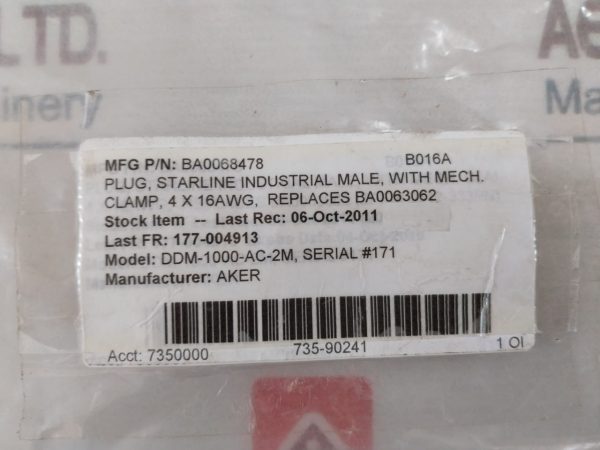 LTD.
inery
Ma
MFG P/N: BA0068478 B016A
PLUG, STARLINE INDUSTRIAL MALE, WITH MECH.
CLAMP, 4 X 16AWG, REPLACES BA0063062
Stock Item -- Last Rec: 06-Oct-2011
Last FR: 177-004913
Model: DDM-1000-AC-2M, SERIAL #171
Manufacturer: AKER
Acct: 7350000 735-90241 1 OI